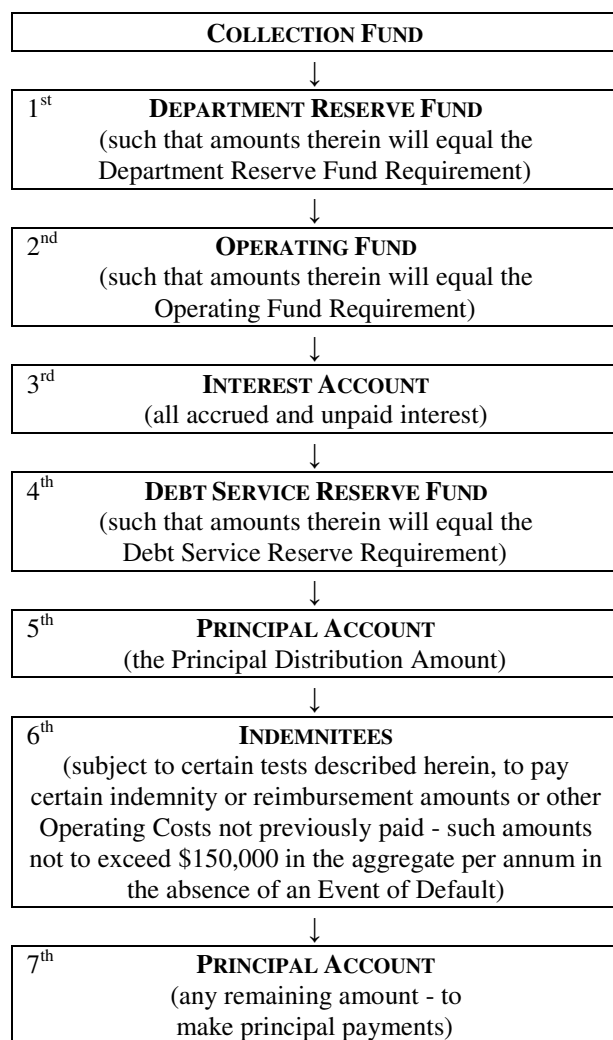 COLLECTION FUND
↓
1st DEPARTMENT RESERVE FUND
(such that amounts therein will equal the
Department Reserve Fund Requirement)
↓
2nd OPERATING FUND
(such that amounts therein will equal the
Operating Fund Requirement)
↓
3rd INTEREST ACCOUNT
(all accrued and unpaid interest)
↓
4th DEBT SERVICE RESERVE FUND
(such that amounts therein will equal the
Debt Service Reserve Requirement)
↓
5th PRINCIPAL ACCOUNT
(the Principal Distribution Amount)
↓
6th INDEMNITEES
(subject to certain tests described herein, to pay
certain indemnity or reimbursement amounts or other
Operating Costs not previously paid - such amounts
not to exceed $150,000 in the aggregate per annum in
the absence of an Event of Default)
↓
7th PRINCIPAL ACCOUNT
(any remaining amount - to
make principal payments)